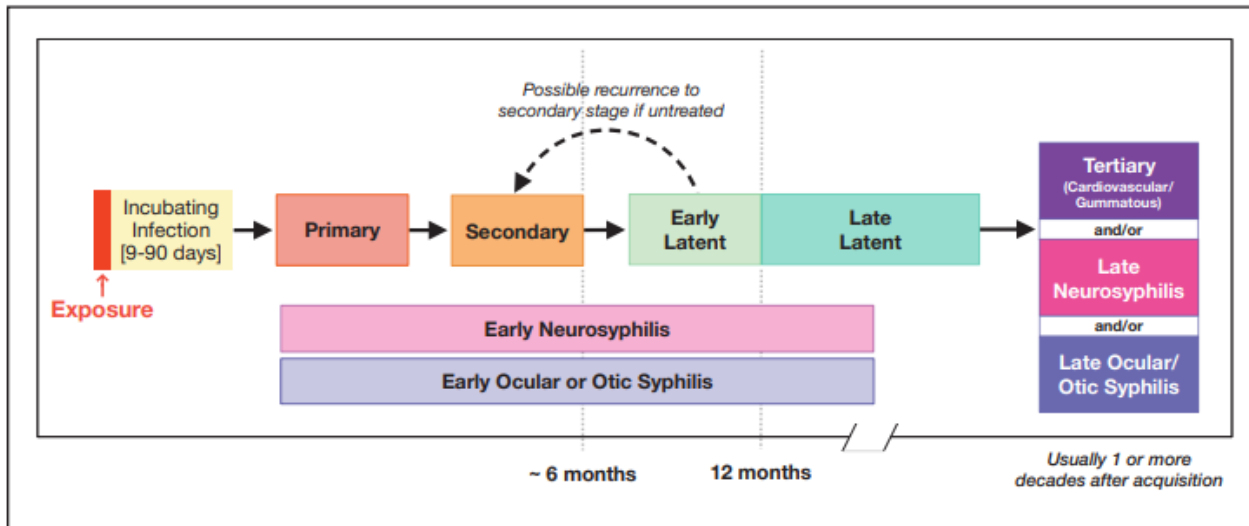 Possible recurrence to
secondary stage if untreated
Incubating
Infection
[9-90 days]
Primary
Secondary
Early
Latent
Late
Latent
Tertiary
(Cardiovascular/
Gummatous)
and/or
Late
Neurosyphilis
and/or
Late Ocular/
Otic Syphilis
↑
Exposure
Early Neurosyphilis
Early Ocular or Otic Syphilis
~ 6 months
12 months
Usually 1 or more
decades after acquisition